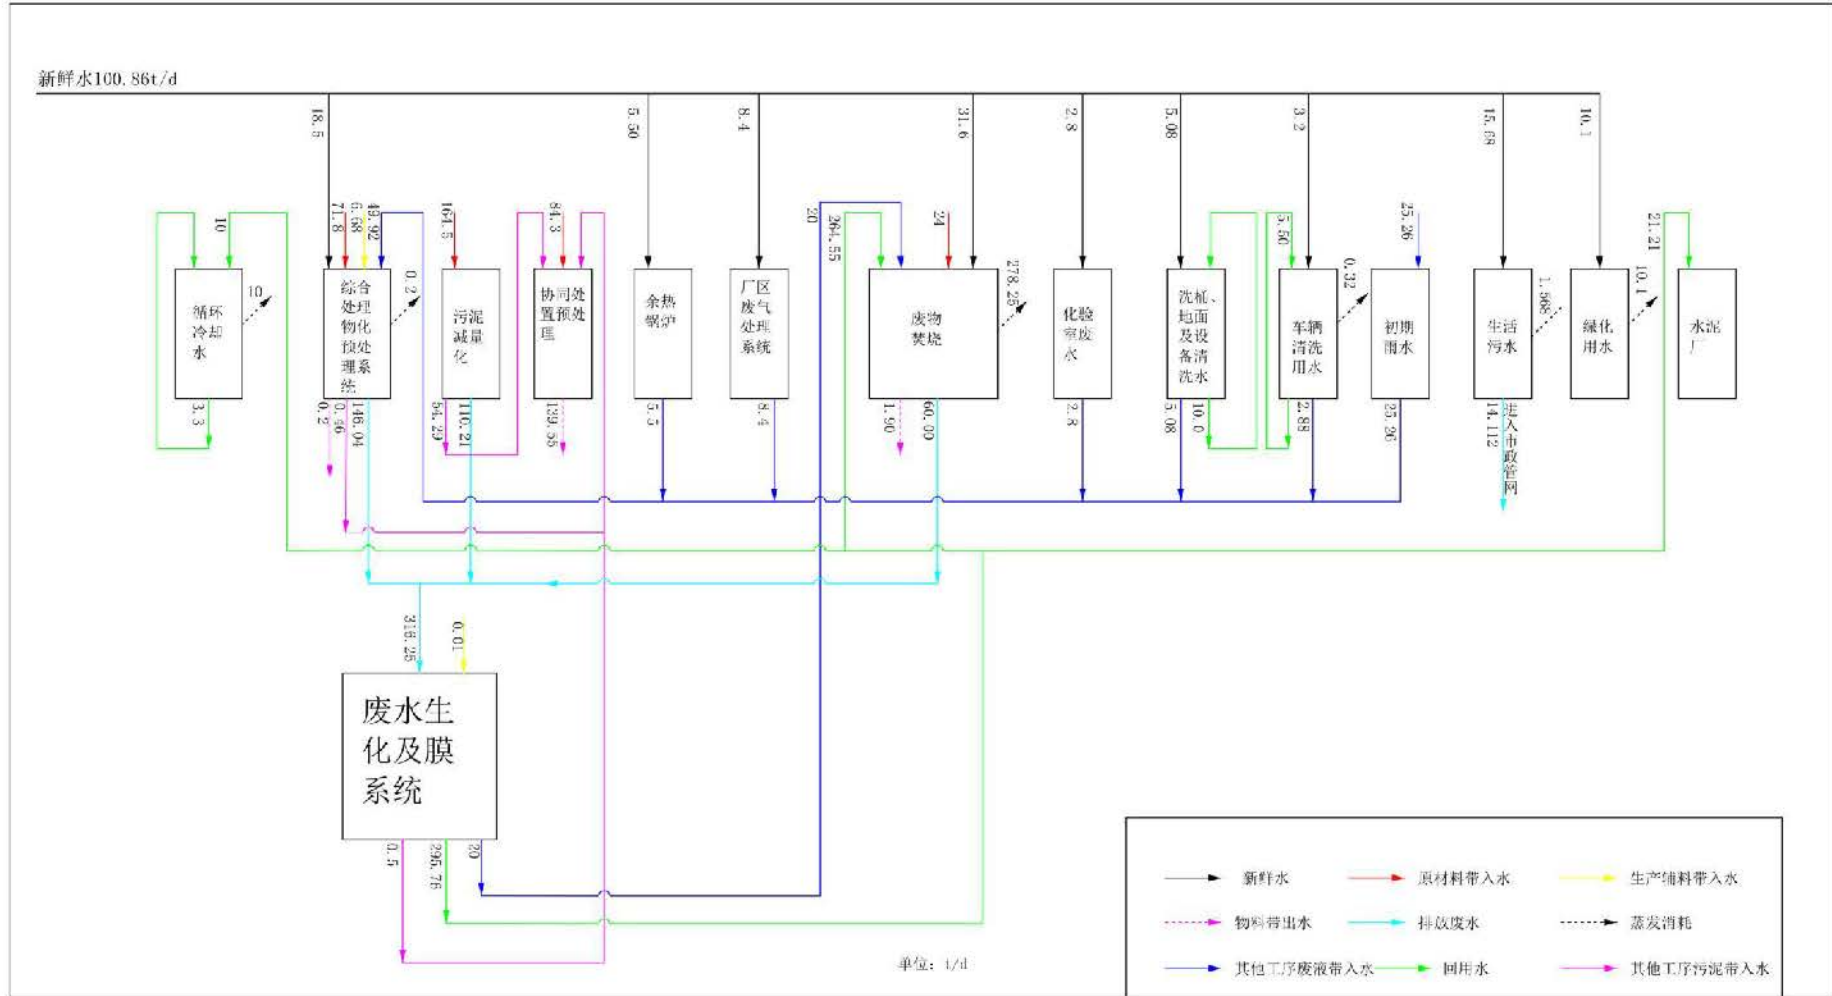 新鲜水100.86t/d
18.5
5.50
8.4
31.6
2.8
5.08
3.2
15.68
10.1
10
71.8
6.68
49.92
164.5
84.3
20
264.55
24
5.50
25.26
21.21
循环
冷却
水
10
综合
处理
物化
预处
理系
统
0.2
污泥
减量
化
协同处
置预处
理
余热
锅炉
厂区
废气
处理
系统
废物
焚烧
278.25
化验
室废
水
洗桶、
地面
及设
备清
洗水
车辆
清洗
用水
0.32
初期
雨水
生活
污水
1.568
绿化
用水
10.1
水泥
厂
3.3
0.2
0.46
146.04
54.29
110.21
139.55
5.5
8.4
1.90
60.00
2.8
5.08
10.0
2.88
25.26
14.112
进入市政管网
316.25
0.01
废水生
化及膜
系统
0.5
295.76
20
单位：t/d
新鲜水
原材料带入水
生产辅料带入水
物料带出水
排放废水
蒸发消耗
其他工序废液带入水
回用水
其他工序污泥带入水